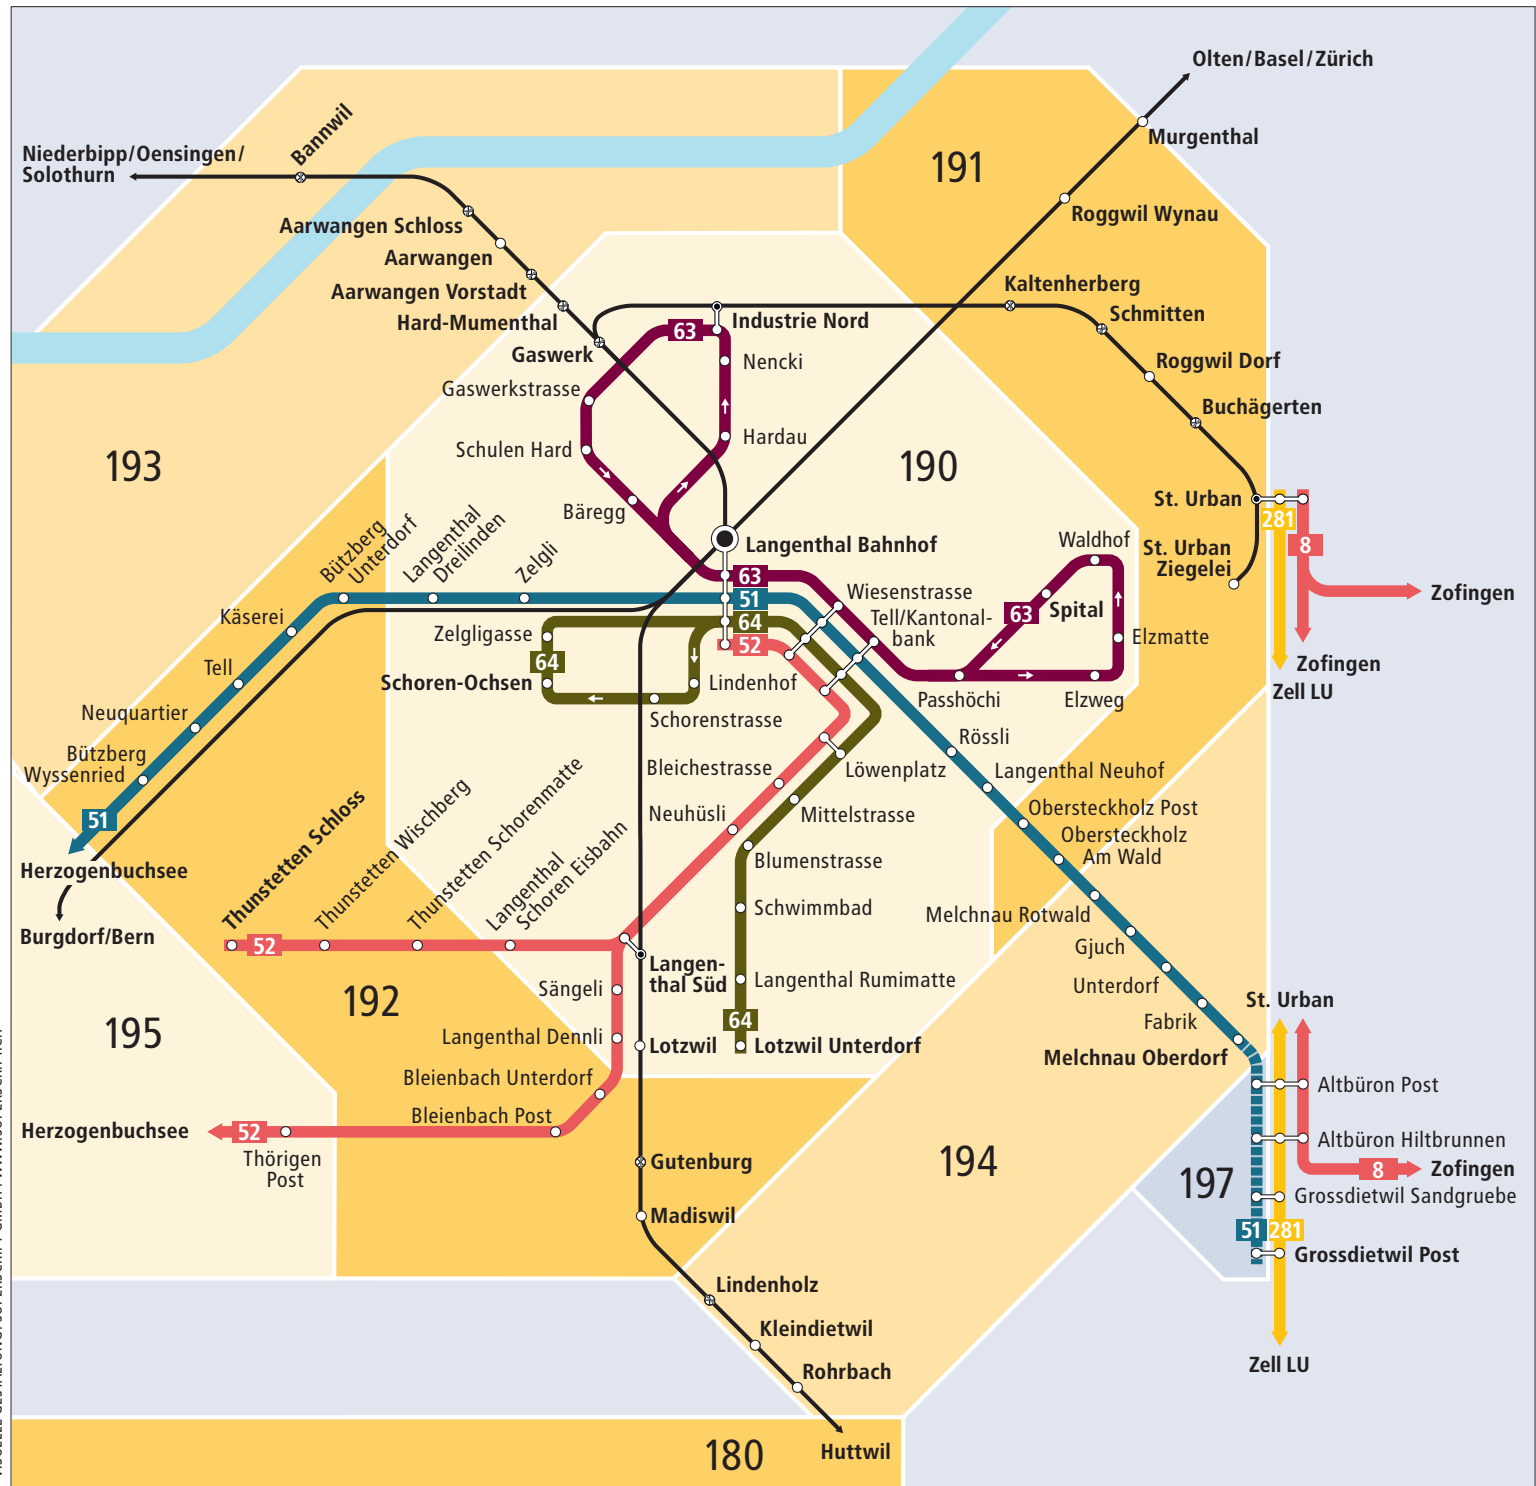 Olten/Basel/Zürich
Murgenthal
191
Roggwil Wynau
Niederbipp/Oensingen/
Solothurn
Bannwil
Aarwangen Schloss
Aarwangen
Aarwangen Vorstadt
Hard-Mumenthal
Gaswerk
Kaltenherberg
Schmitten
Roggwil Dorf
Buchägerten
63
Industrie Nord
Nencki
Gaswerkstrasse
Schulen Hard
Hardau
Bäregg
193
190
St. Urban
281
8
St. Urban
Ziegelei
Zofingen
Zofingen
Zell LU
Langenthal Bahnhof
63
51
64
52
Waldhof
63
Spital
Elzmatte
Wiesenstrasse
Tell/Kantonal-
bank
Passhöchi
Elzweg
Bützberg
Unterdorf
Langenthal
Dreilinden
Zelgli
Käserei
Tell
Neuquartier
Bützberg
Wyssenried
51
Herzogenbuchsee
Burgdorf/Bern
Zelgligasse
64
Schoren-Ochsen
Lindenhof
Schorenstrasse
Rössli
Langenthal Neuhof
Obersteckholz Post
Obersteckholz
Am Wald
Melchnau Rotwald
Gjuch
Unterdorf
Fabrik
Melchnau Oberdorf
Bleichestrasse
Löwenplatz
Neuhüsli
Mittelstrasse
Blumenstrasse
Schwimmbad
Langenthal Rumimatte
64
Lotzwil Unterdorf
Thunstetten Schloss
Thunstetten Wischberg
Thunstetten Schorenmatte
Langenthal
Schoren Eisbahn
52
Langen-
thal Süd
Sängeli
Langenthal Dennli
Lotzwil
192
195
Bleienbach Unterdorf
Bleienbach Post
Herzogenbuchsee
52
Thörigen
Post
Gutenburg
Madiswil
194
197
St. Urban
Altbüron Post
Altbüron Hiltbrunnen
8
Zofingen
Grossdietwil Sandgruebe
51
281
Grossdietwil Post
Zell LU
Lindenholz
Kleindietwil
Rohrbach
Huttwil
180